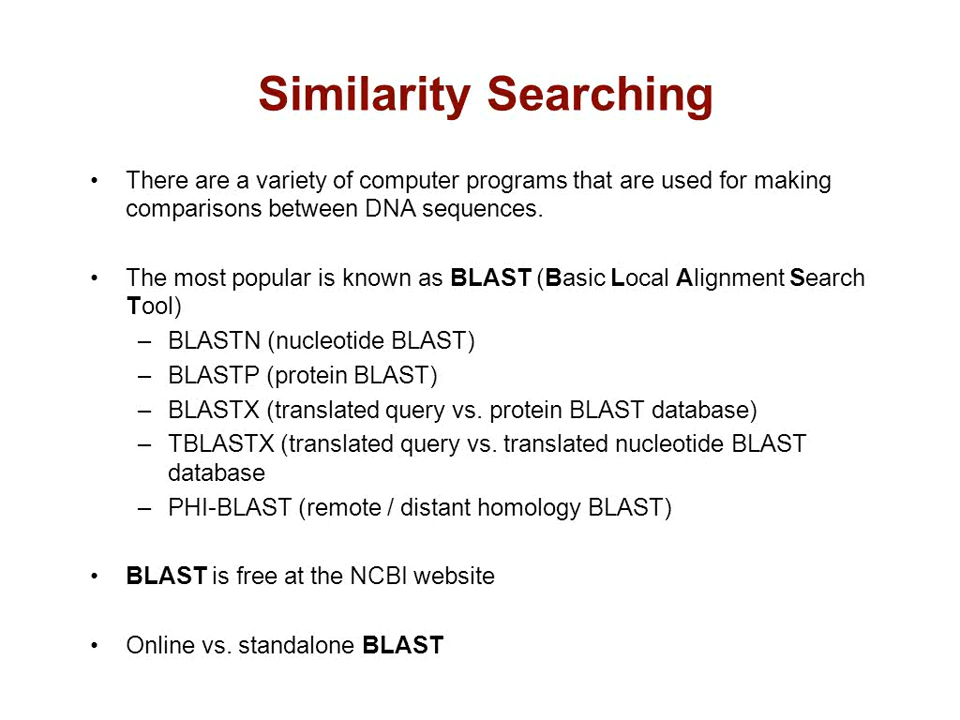 Similarity Searching
• There are a variety of computer programs that are used for making
comparisons between DNA sequences.
• The most popular is known as BLAST (Basic Local Alignment Search
Tool)
– BLASTN (nucleotide BLAST)
– BLASTP (protein BLAST)
– BLASTX (translated query vs. protein BLAST database)
– TBLASTX (translated query vs. translated nucleotide BLAST
database
– PHI-BLAST (remote / distant homology BLAST)
• BLAST is free at the NCBI website
• Online vs. standalone BLAST